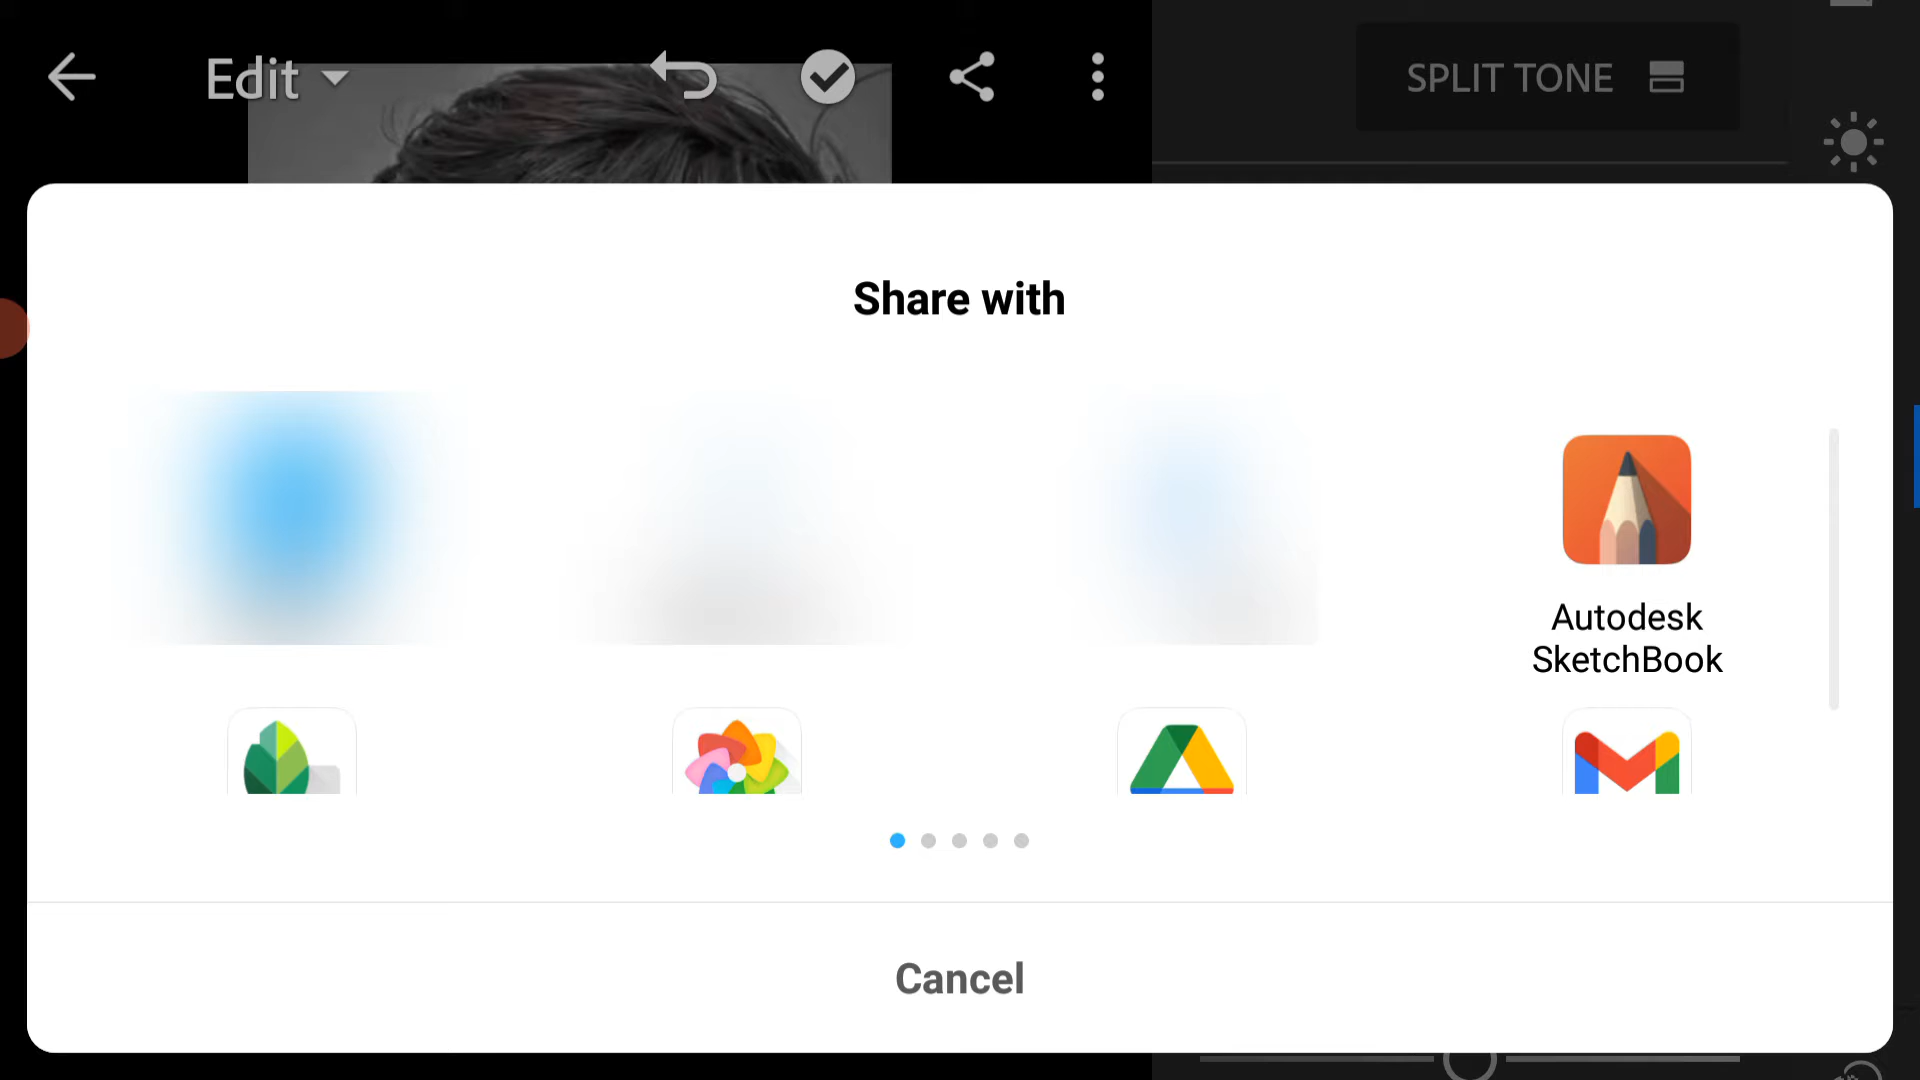 Edit
SPLIT TONE
Share with
Autodesk
SketchBook
Cancel